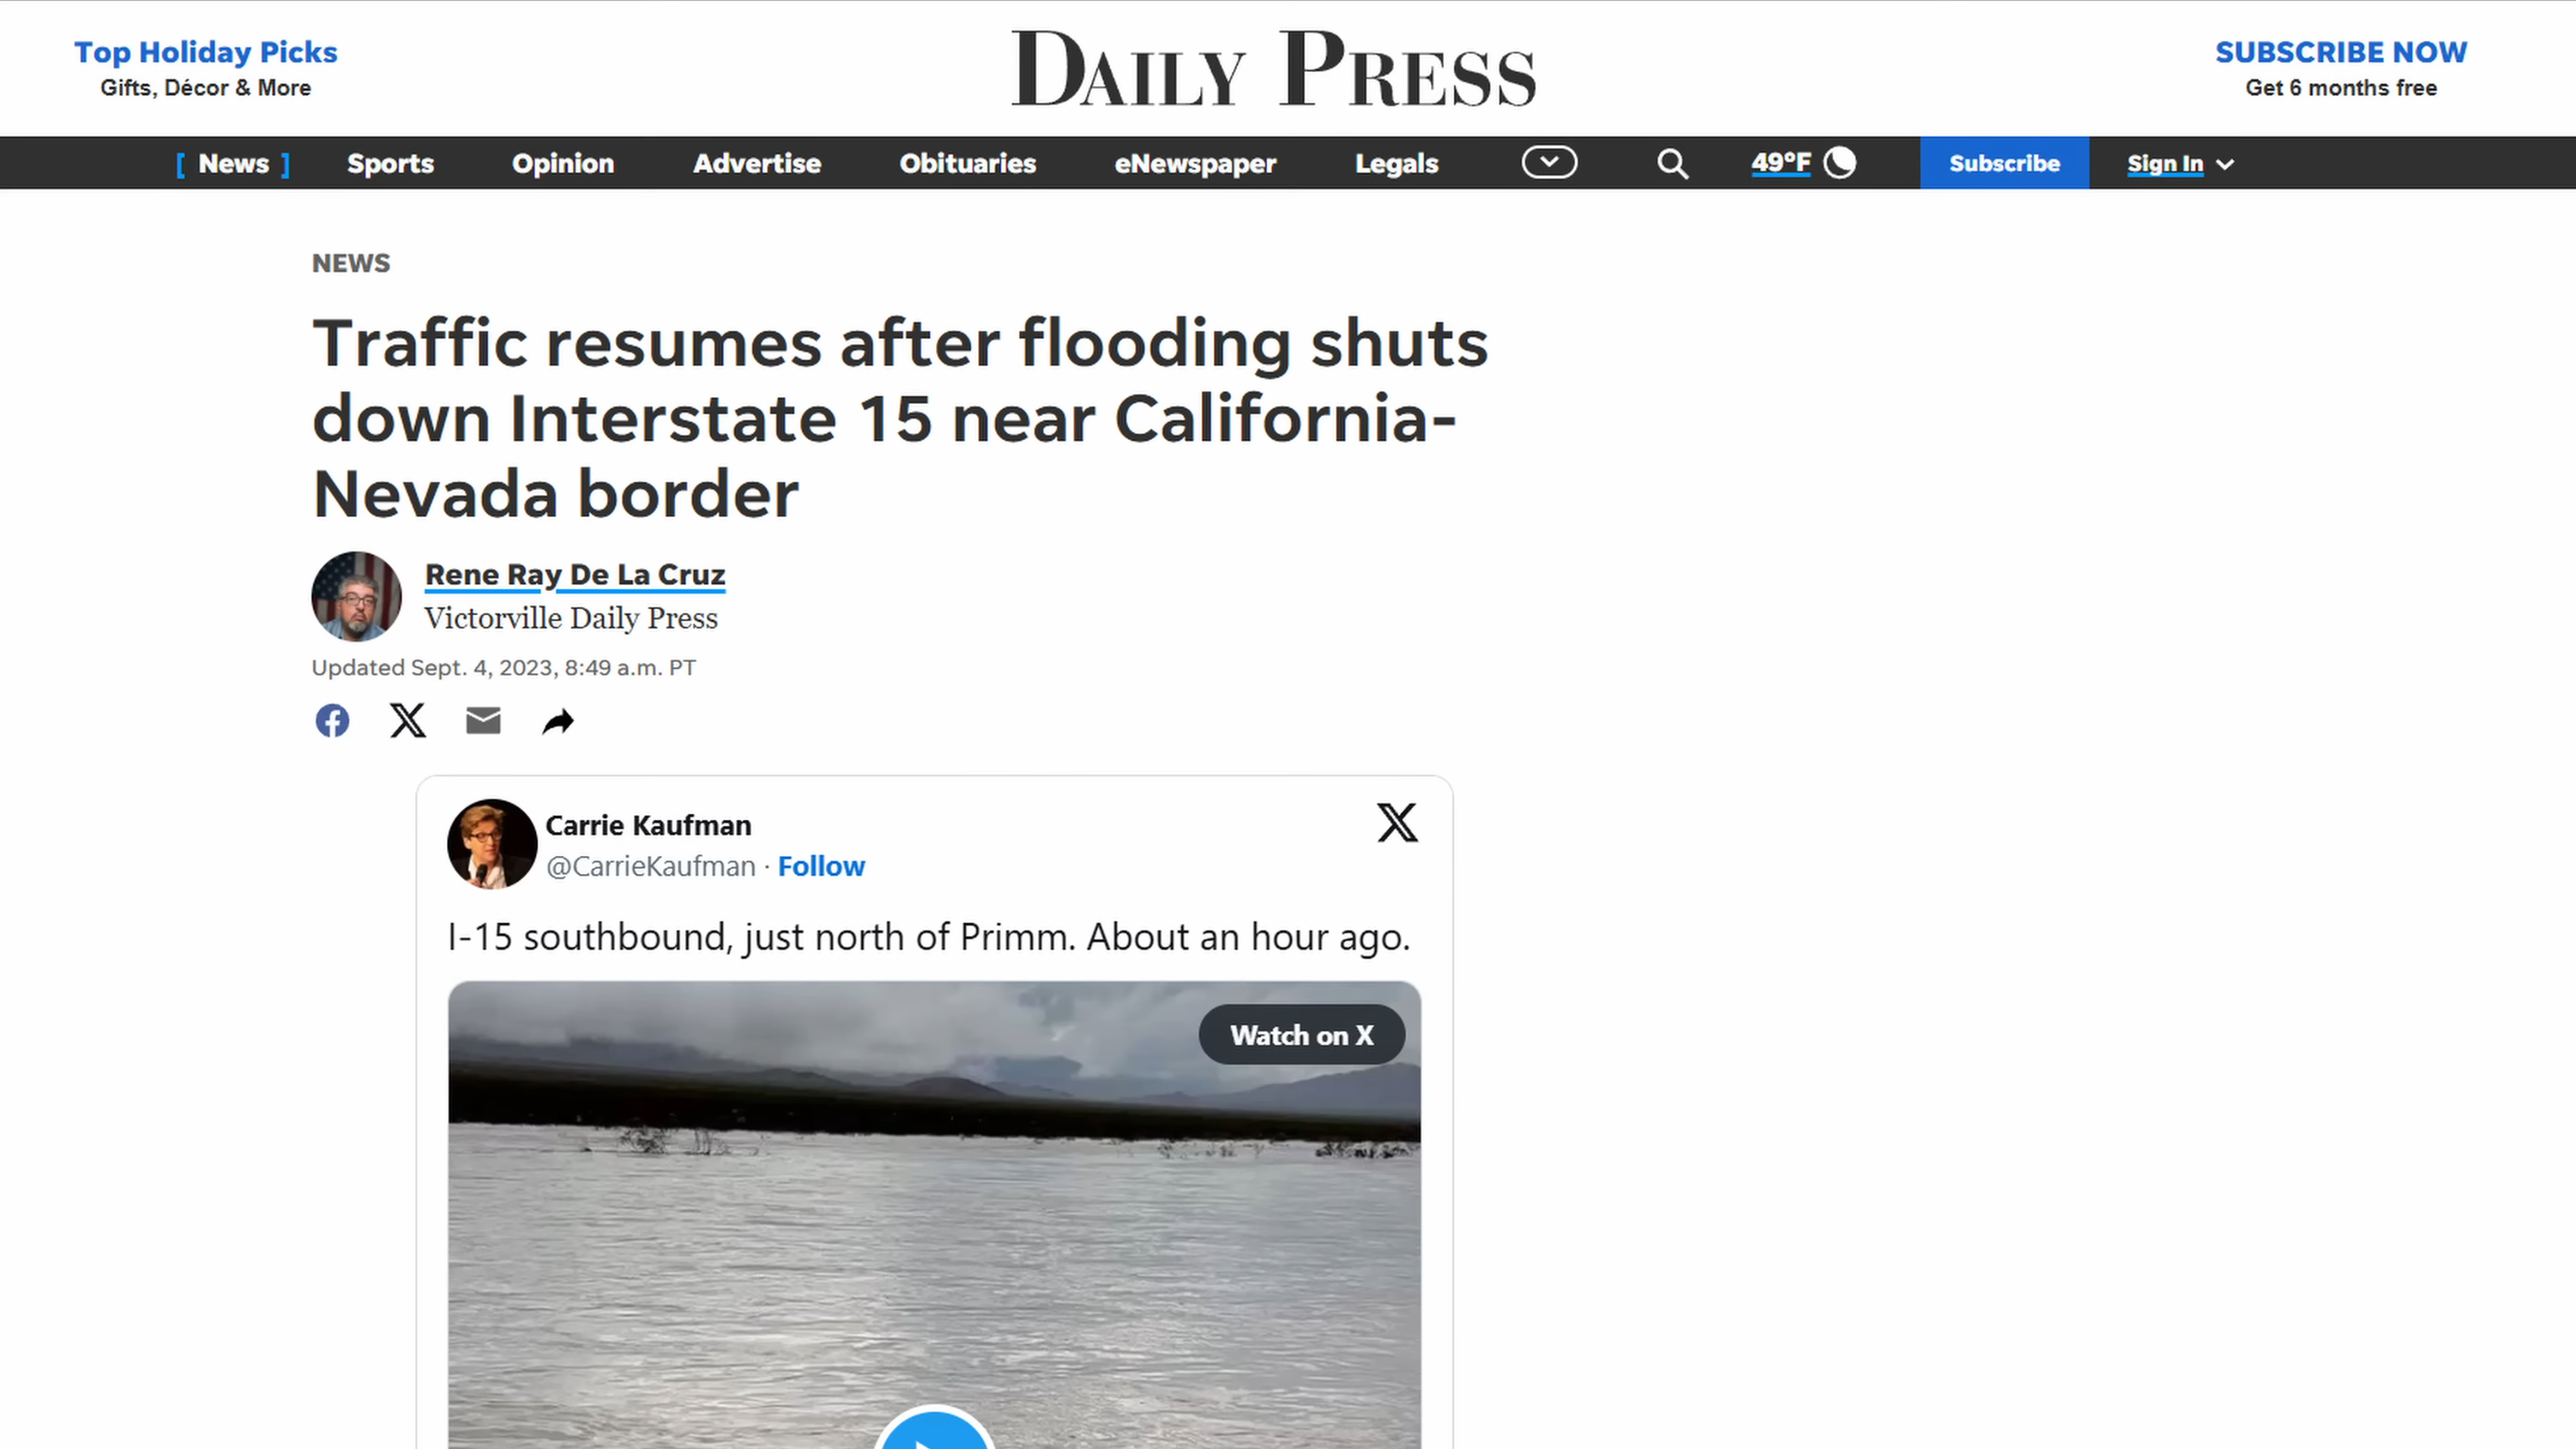 Top Holiday Picks
Gifts, Décor & More
DAILY PRESS
SUBSCRIBE NOW
Get 6 months free
[ News ] Sports Opinion Advertise Obituaries eNewspaper Legals 49°F Subscribe Sign In
NEWS
Traffic resumes after flooding shuts
down Interstate 15 near California-
Nevada border
Rene Ray De La Cruz
Victorville Daily Press
Updated Sept. 4, 2023, 8:49 a.m. PT
Carrie Kaufman
@CarrieKaufman · Follow
I-15 southbound, just north of Primm. About an hour ago.
Watch on X